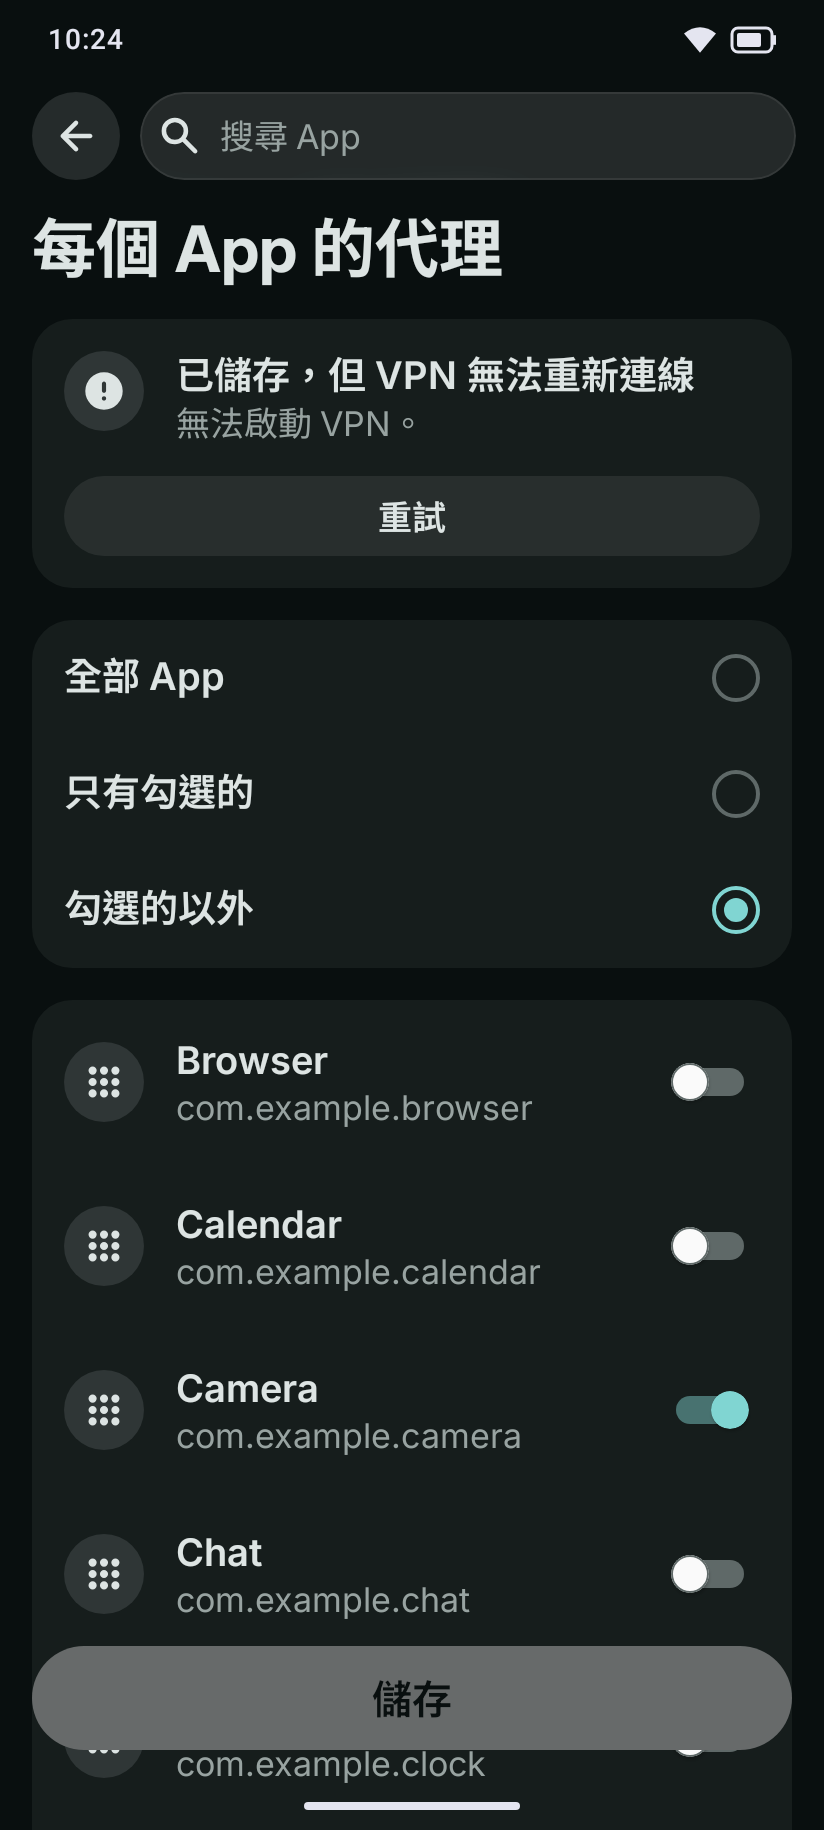 10:24
搜尋 App
每個 App 的代理
已儲存，但 VPN 無法重新連線
無法啟動 VPN。
重試
全部 App
只有勾選的
勾選的以外
Browser
com.example.browser
Calendar
com.example.calendar
Camera
com.example.camera
Chat
com.example.chat
儲存
com.example.clock